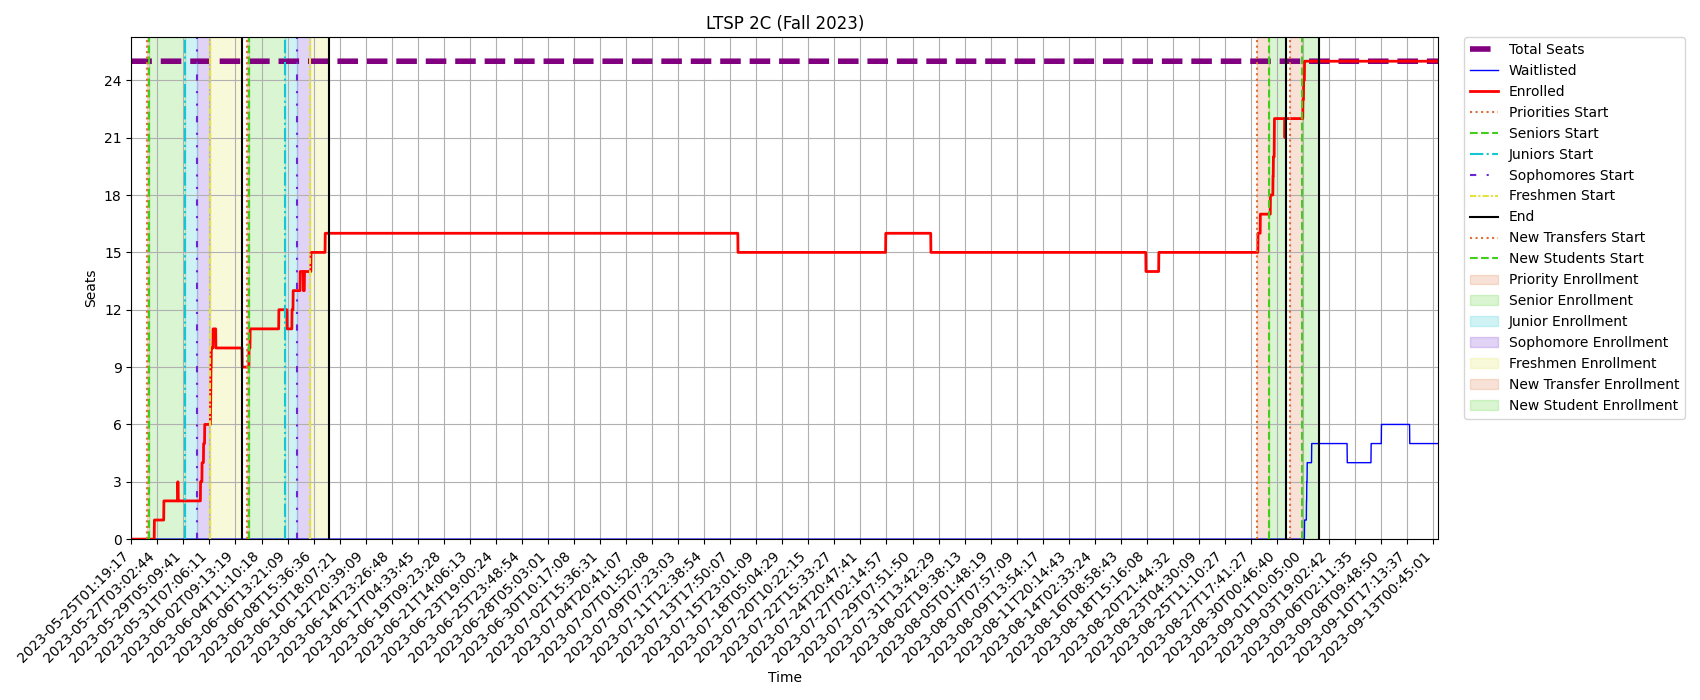 LTSP 2C (Fall 2023)
24
21
18
15
12
9
6
3
0
Seats
2023-05-25T01:19:17
2023-05-27T03:02:44
2023-05-29T05:09:41
2023-05-31T07:06:11
2023-06-02T09:13:19
2023-06-04T11:10:18
2023-06-06T13:21:09
2023-06-08T15:36:36
2023-06-10T18:07:21
2023-06-12T20:39:09
2023-06-14T23:26:48
2023-06-17T04:33:45
2023-06-19T09:23:28
2023-06-21T14:06:13
2023-06-23T19:00:24
2023-06-25T23:48:54
2023-06-28T05:03:01
2023-06-30T10:17:08
2023-07-02T15:36:31
2023-07-04T20:41:07
2023-07-07T01:52:08
2023-07-09T07:23:03
2023-07-11T12:38:54
2023-07-13T17:50:07
2023-07-15T23:01:09
2023-07-18T05:04:29
2023-07-20T10:22:15
2023-07-22T15:33:27
2023-07-24T20:47:41
2023-07-27T02:14:57
2023-07-29T07:51:50
2023-07-31T13:42:29
2023-08-02T19:38:13
2023-08-05T01:48:19
2023-08-07T07:57:09
2023-08-09T13:54:17
2023-08-11T20:14:43
2023-08-14T02:33:24
2023-08-16T08:58:43
2023-08-18T15:16:08
2023-08-20T21:44:32
2023-08-23T04:30:09
2023-08-25T11:10:27
2023-08-27T17:41:27
2023-08-30T00:46:40
2023-09-01T10:05:00
2023-09-03T19:02:42
2023-09-06T02:11:35
2023-09-08T09:48:50
2023-09-10T17:13:37
2023-09-13T00:45:01
Time
Total Seats
Waitlisted
Enrolled
Priorities Start
Seniors Start
Juniors Start
Sophomores Start
Freshmen Start
End
New Transfers Start
New Students Start
Priority Enrollment
Senior Enrollment
Junior Enrollment
Sophomore Enrollment
Freshmen Enrollment
New Transfer Enrollment
New Student Enrollment